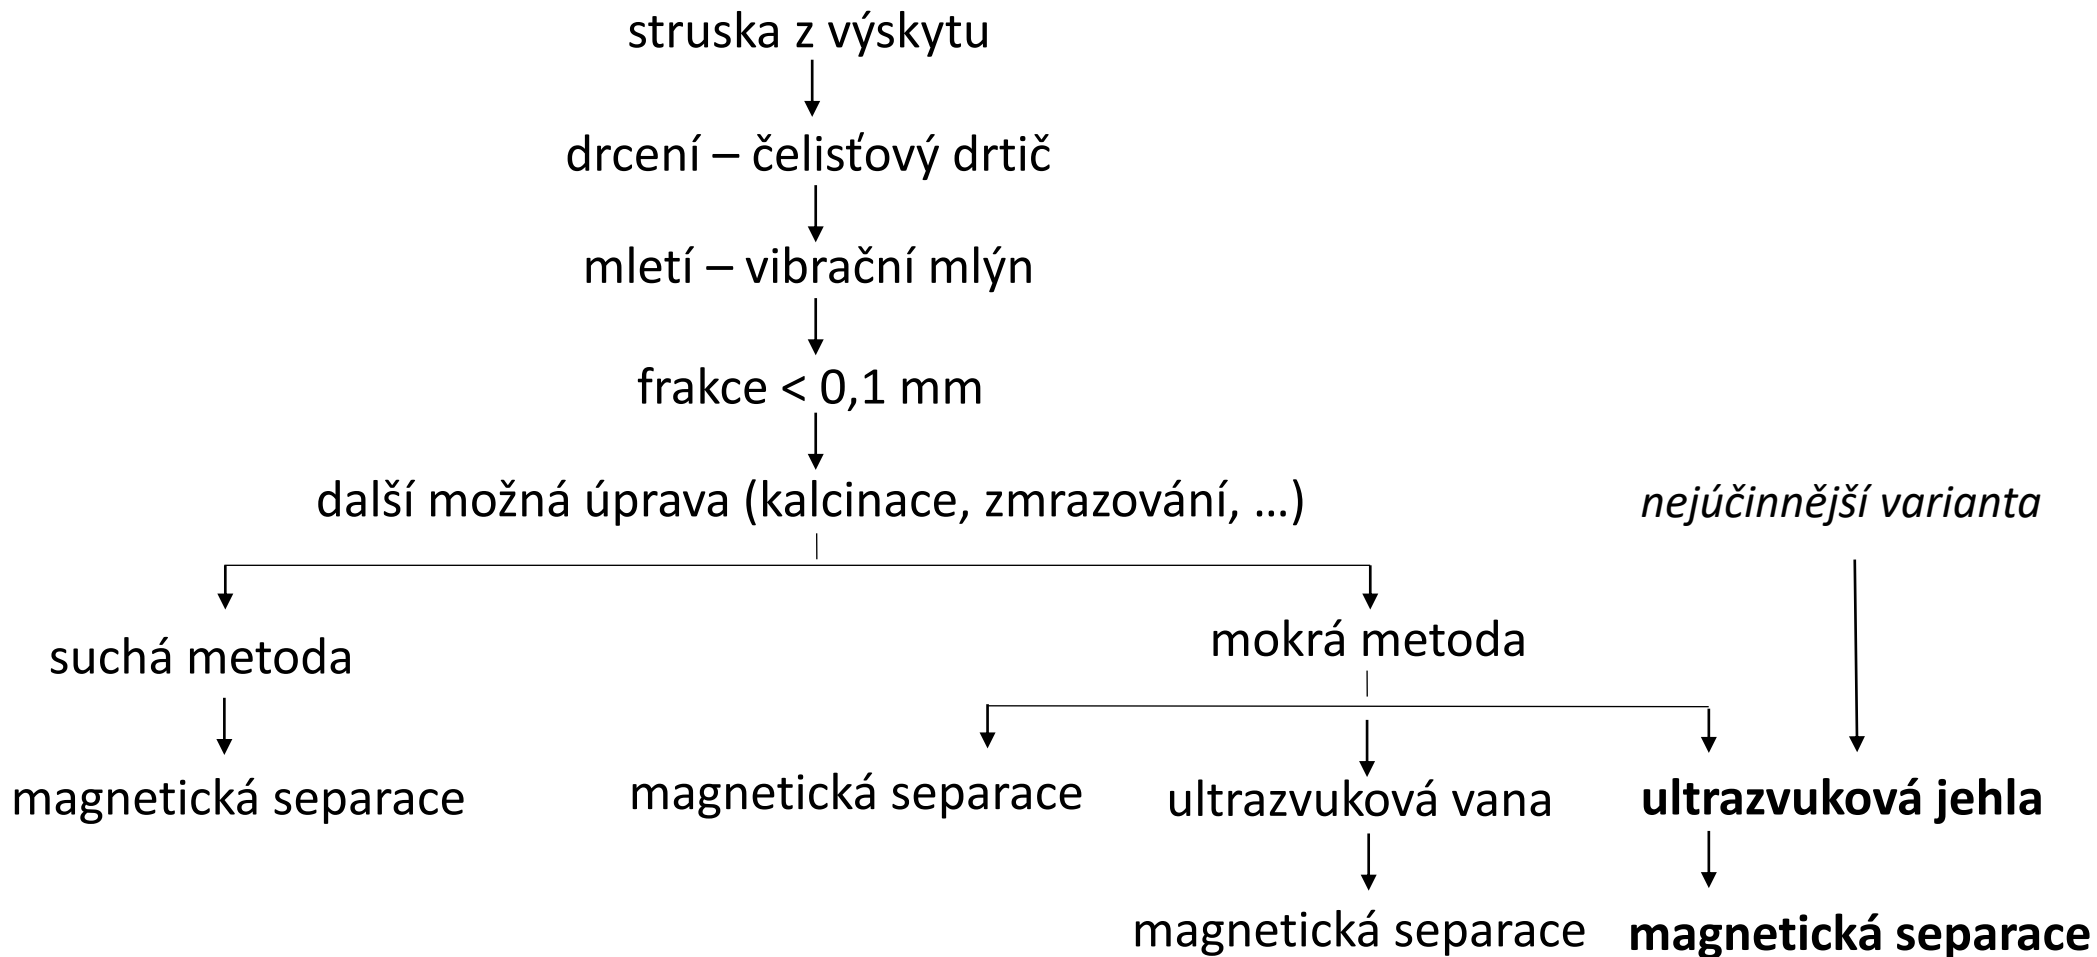 struska z výskytu
drcení – čelisťový drtič
mletí – vibrační mlýn
frakce < 0,1 mm
další možná úprava (kalcinace, zmrazování, …)
nejúčinnější varianta
suchá metoda
mokrá metoda
magnetická separace
magnetická separace
ultrazvuková vana
ultrazvuková jehla
magnetická separace
magnetická separace